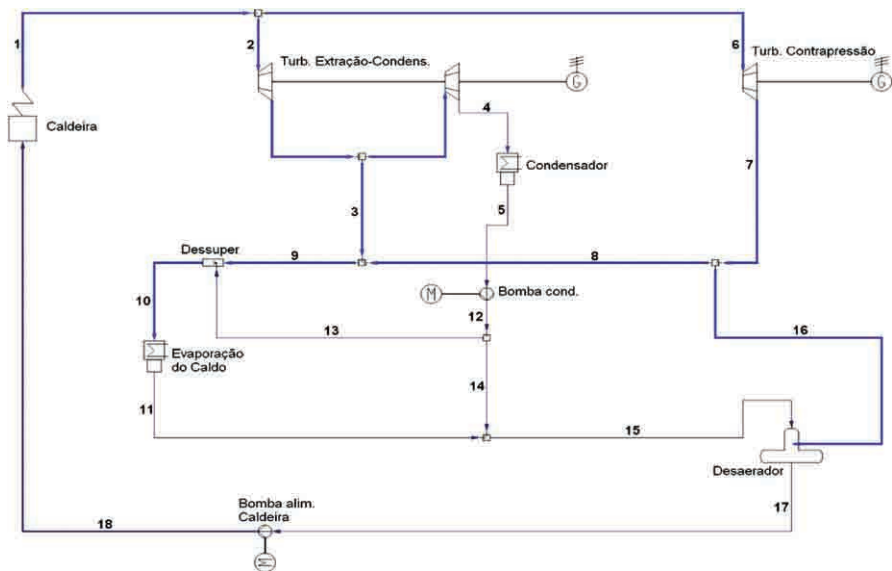 1
2
6
Turb. Extração-Condens.
Turb. Contrapressão
G
G
4
Caldeira
Condensador
7
3
5
Dessuper
9
8
10
M
Bomba cond.
12
13
16
Evaporação
do Caldo
14
11
15
Desaerador
Bomba alim.
Caldeira
17
18
M